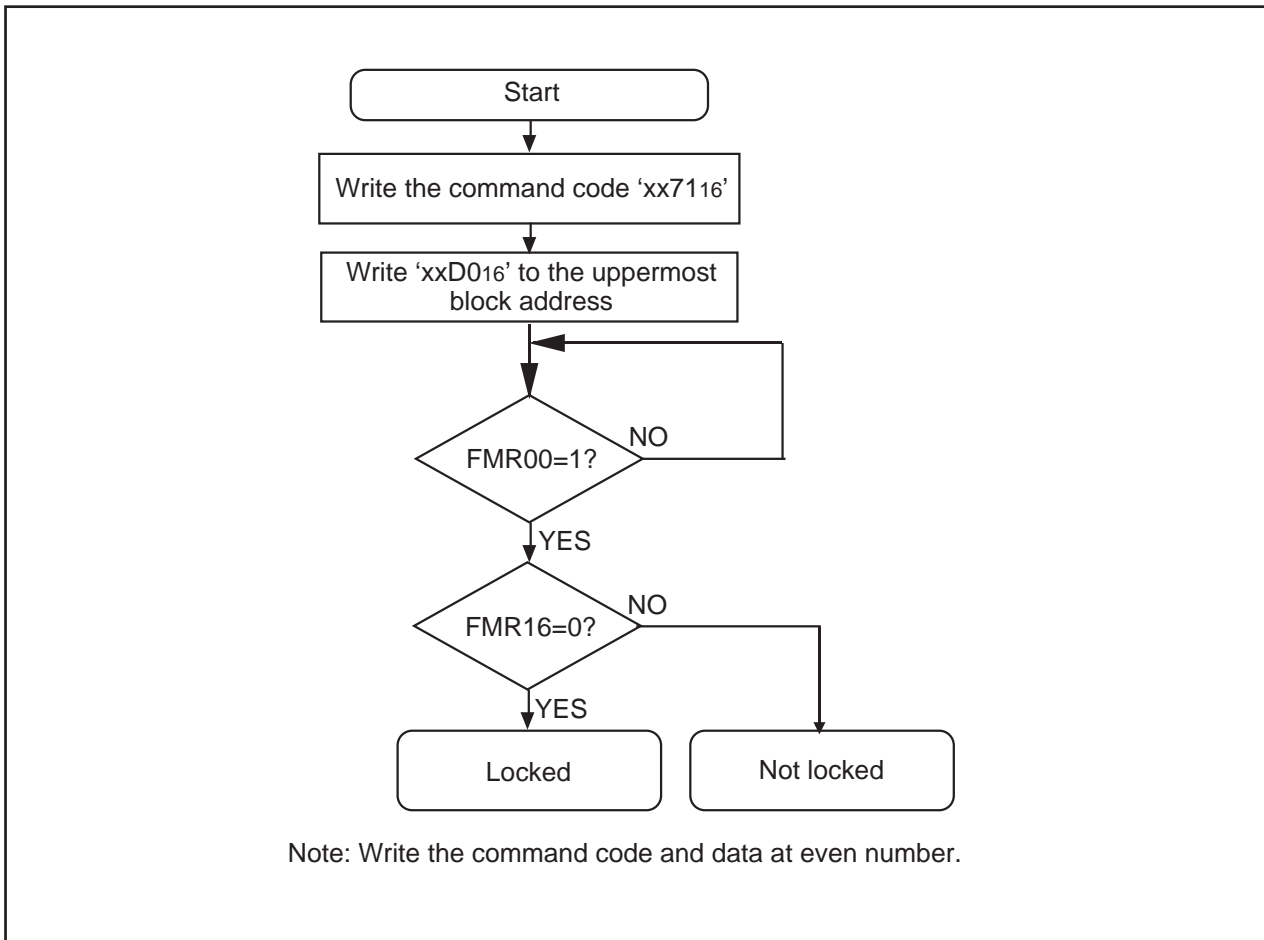 Start
Write the command code ‘xx7116’
Write ‘xxD016’ to the uppermost
block address
NO
FMR00=1?
YES
NO
FMR16=0?
YES
Locked
Not locked
Note: Write the command code and data at even number.